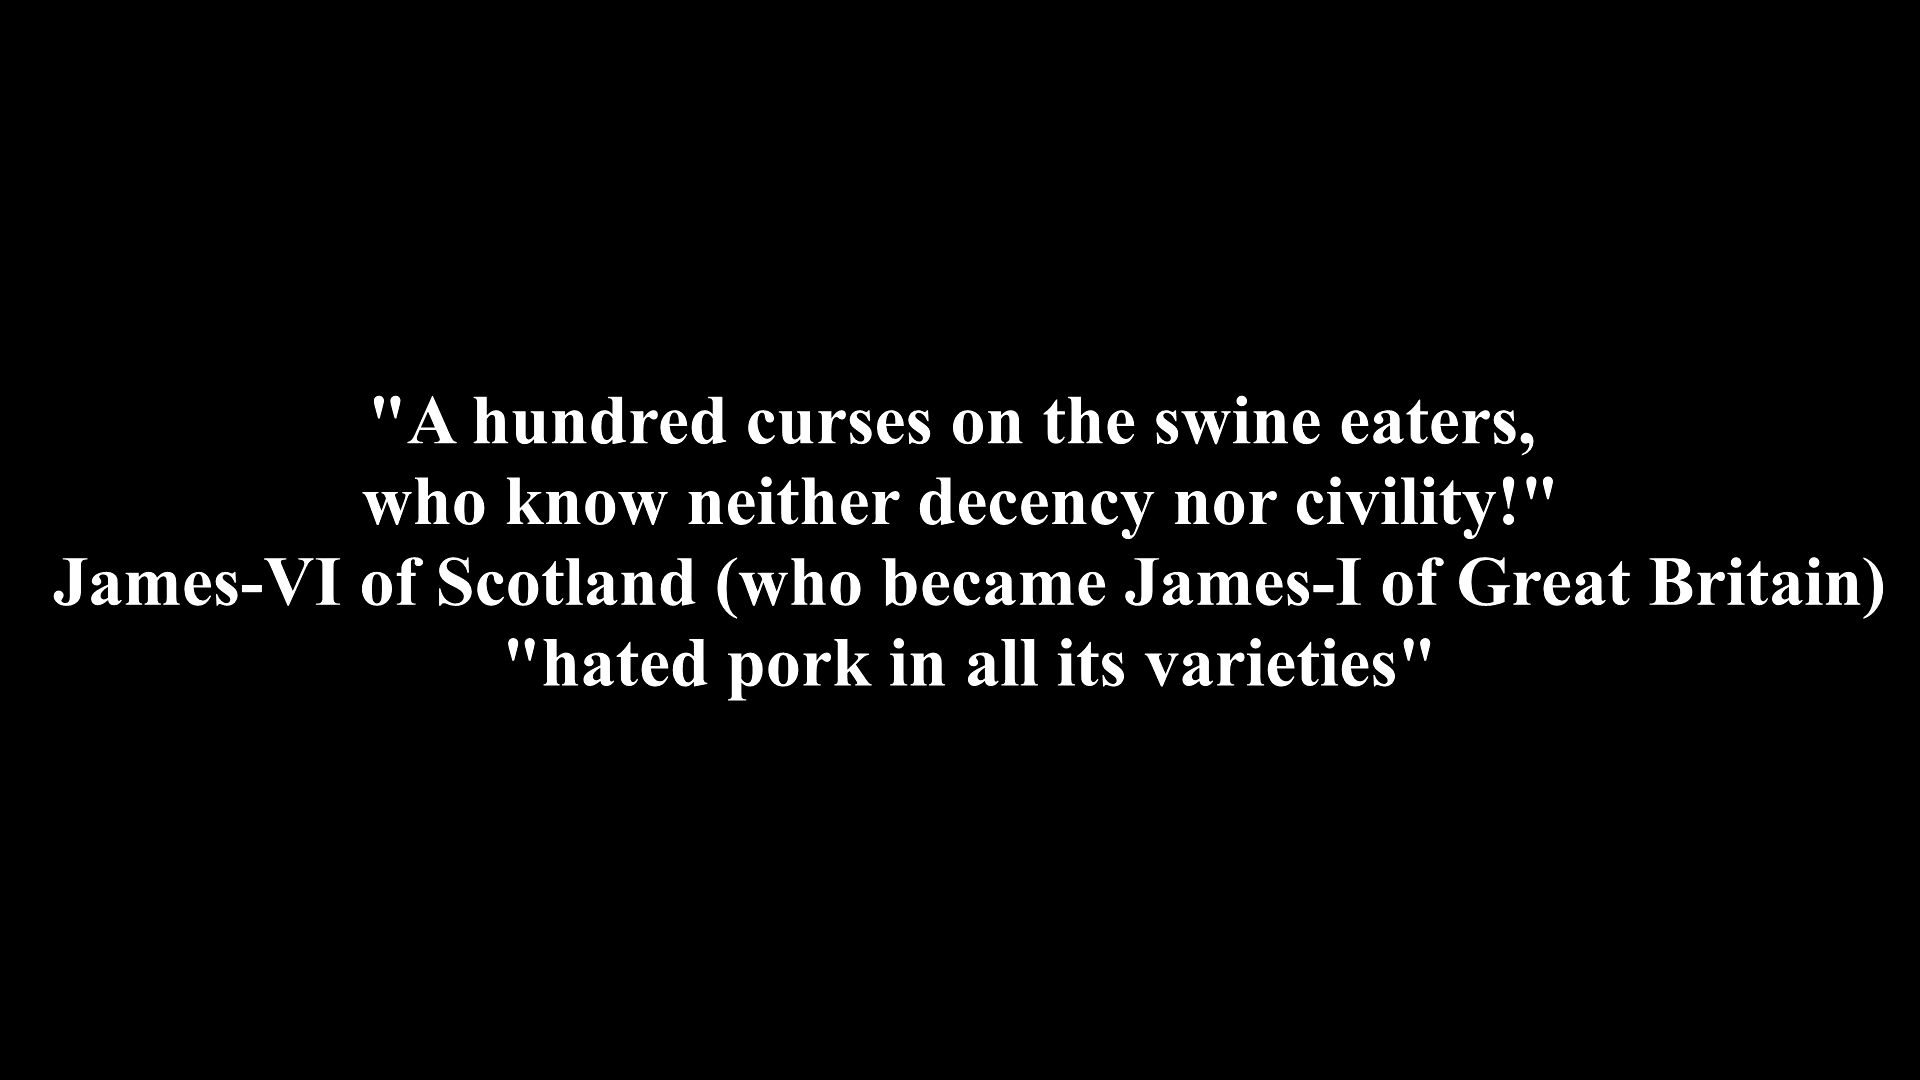 "A hundred curses on the swine eaters,
who know neither decency nor civility!"
James-VI of Scotland (who became James-I of Great Britain)
"hated pork in all its varieties"